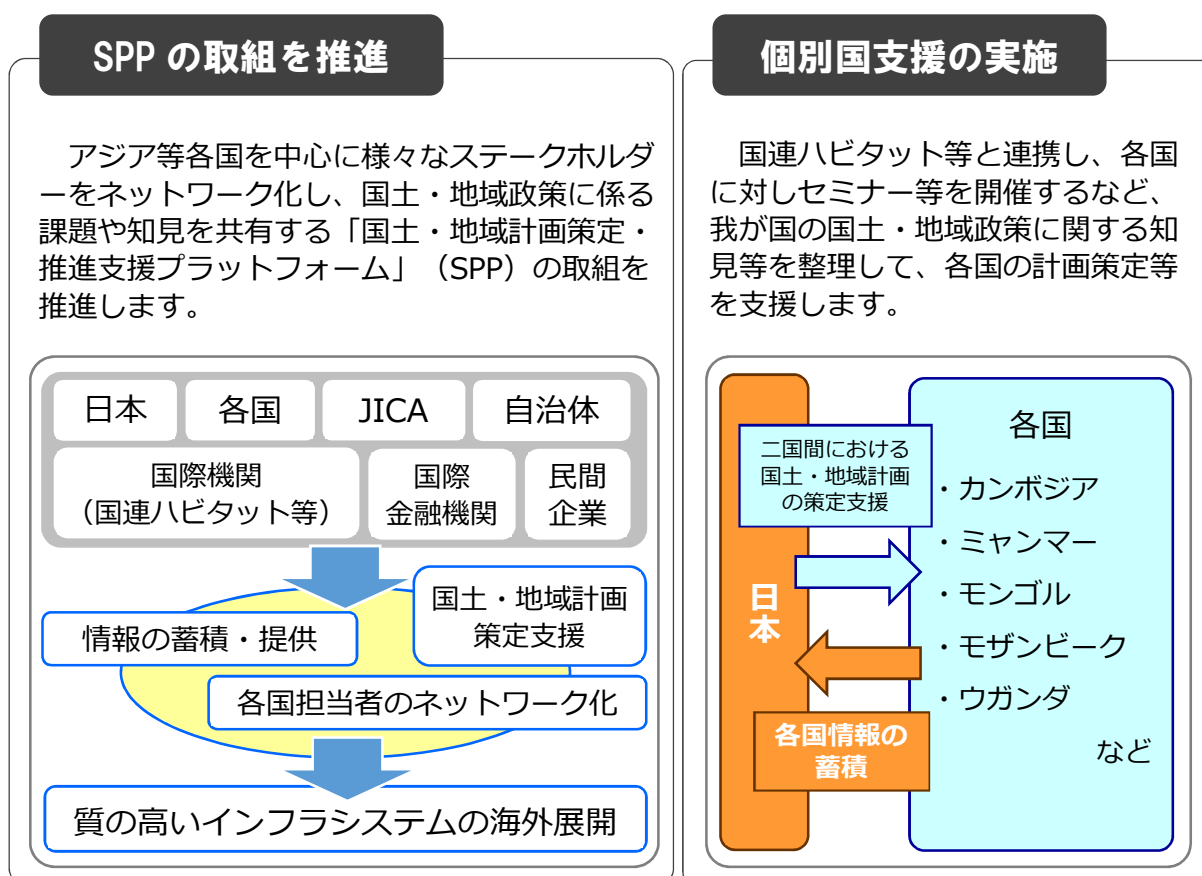 SPP の取組を推進
アジア等各国を中心に様々なステークホルダ
ーをネットワーク化し、国土・地域政策に係る
課題や知見を共有する「国土・地域計画策定・
推進支援プラットフォーム」（SPP）の取組を
推進します。
日本
各国
JICA
自治体
国際機関
（国連ハビタット等）
国際
金融機関
民間
企業
国土・地域計画
策定支援
情報の蓄積・提供
各国担当者のネットワーク化
質の高いインフラシステムの海外展開
個別国支援の実施
国連ハビタット等と連携し、各国
に対しセミナー等を開催するなど、
我が国の国土・地域政策に関する知
見等を整理して、各国の計画策定等
を支援します。
日本
二国間における
国土・地域計画
の策定支援
各国情報の
蓄積
各国
・カンボジア
・ミャンマー
・モンゴル
・モザンビーク
・ウガンダ
など